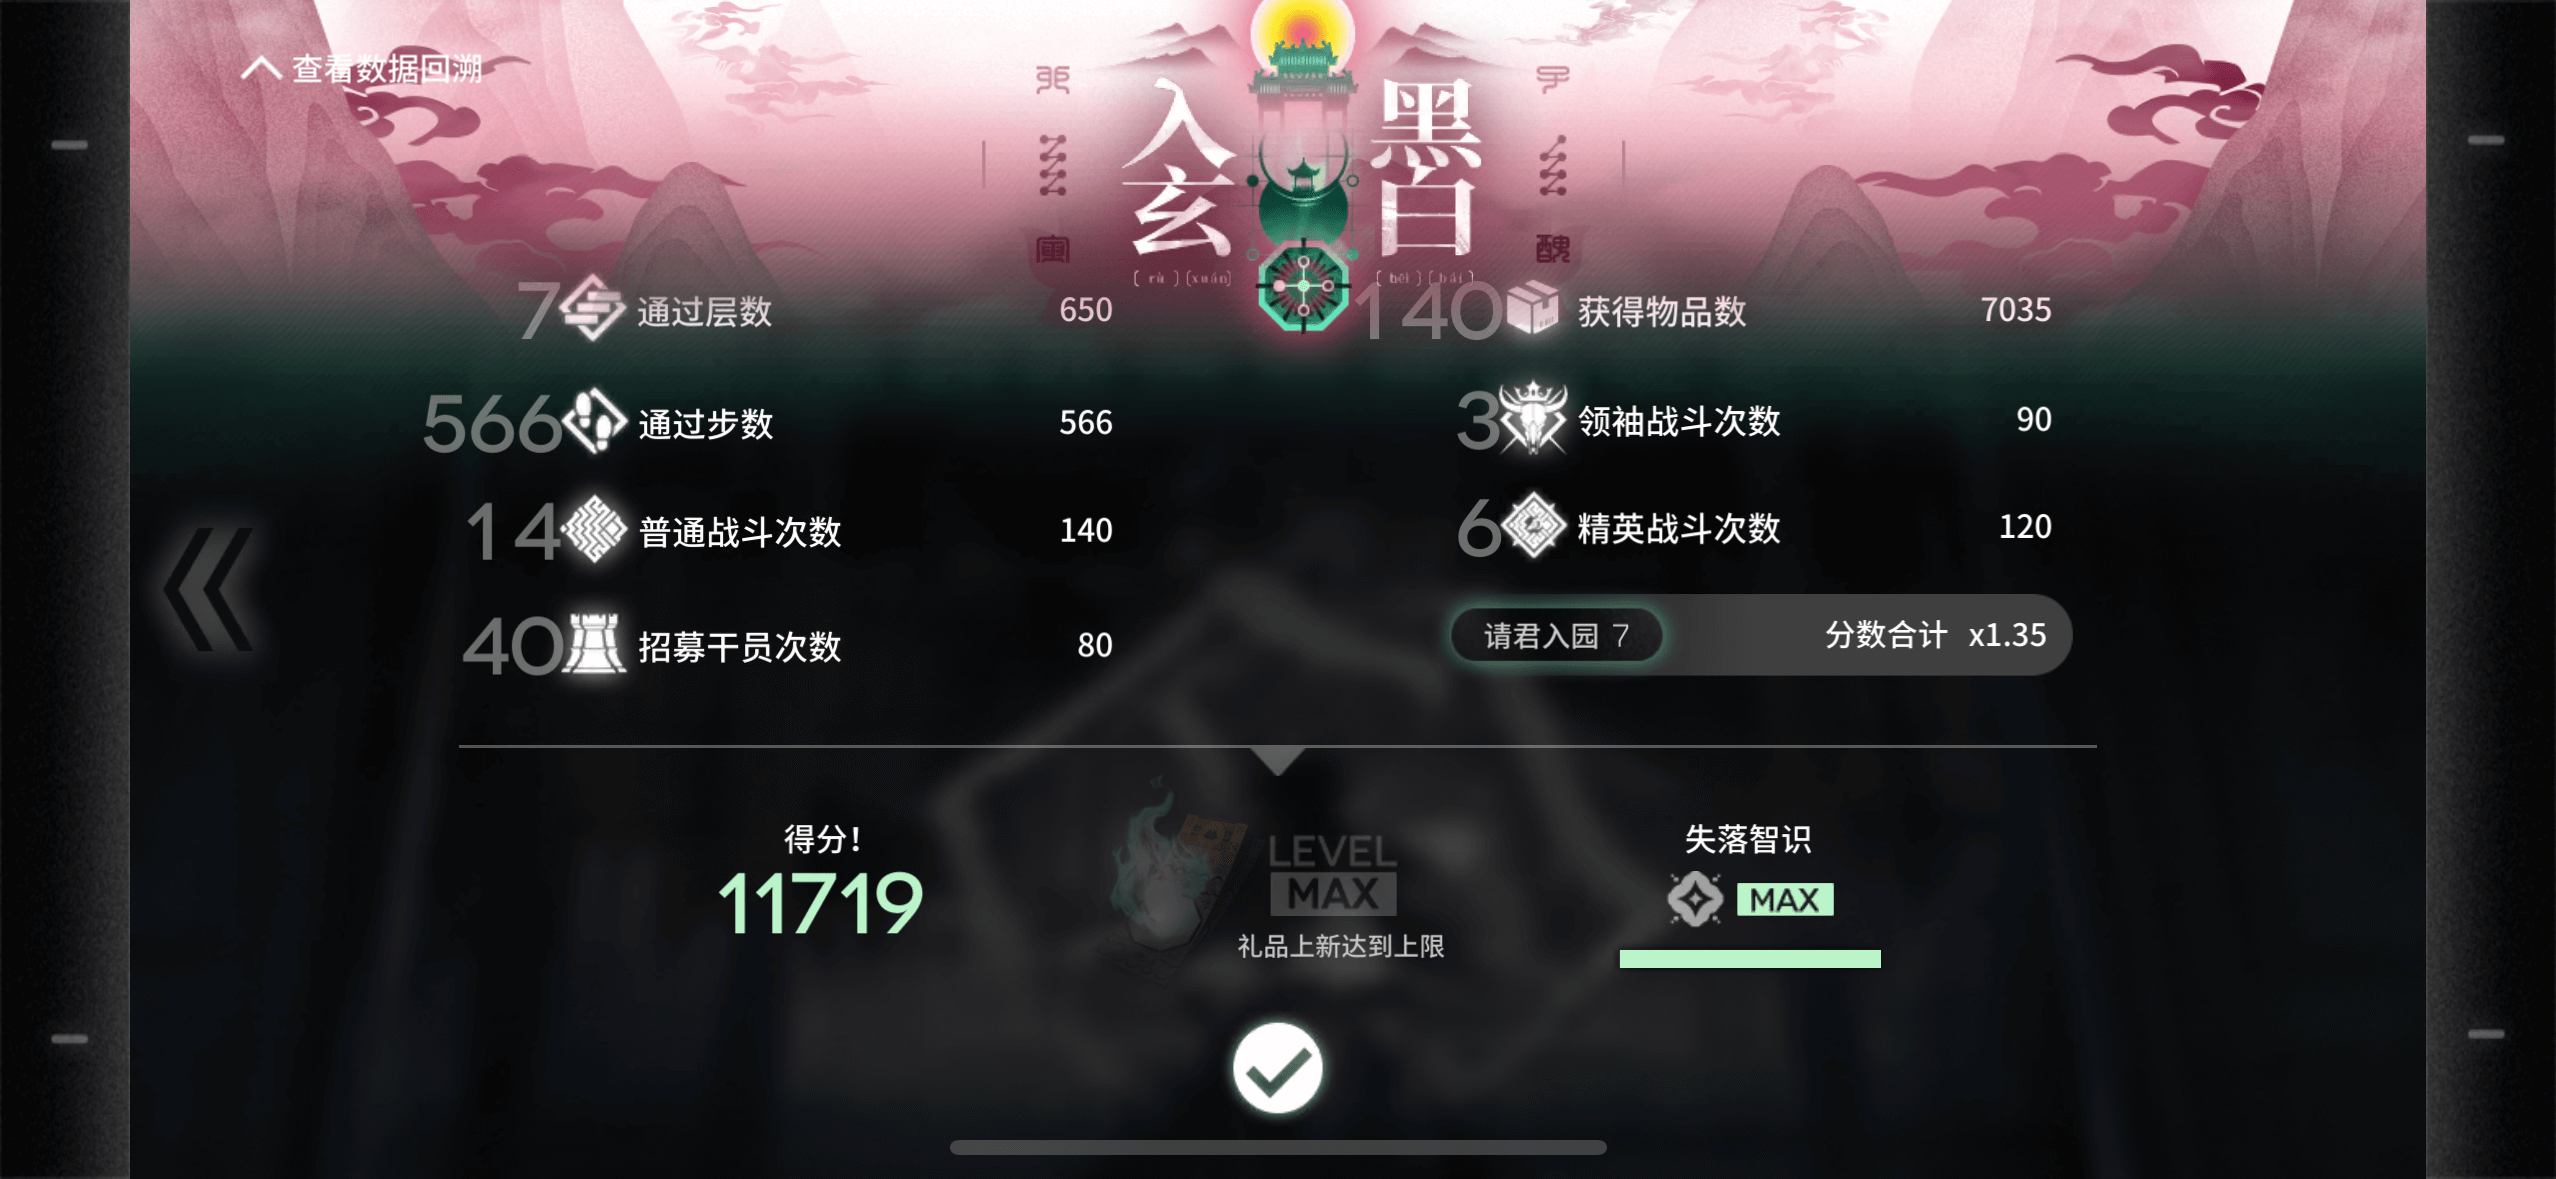 查看数据回溯
入玄
黑白
[ rù ] [xuán]
[ hēi ] [ bái ]
7 通过层数 650
140 获得物品数 7035
566 通过步数 566
3 领袖战斗次数 90
14 普通战斗次数 140
6 精英战斗次数 120
40 招募干员次数 80
请君入园 7 分数合计 x1.35
得分!
11719
LEVEL
MAX
礼品上新达到上限
失落智识
MAX